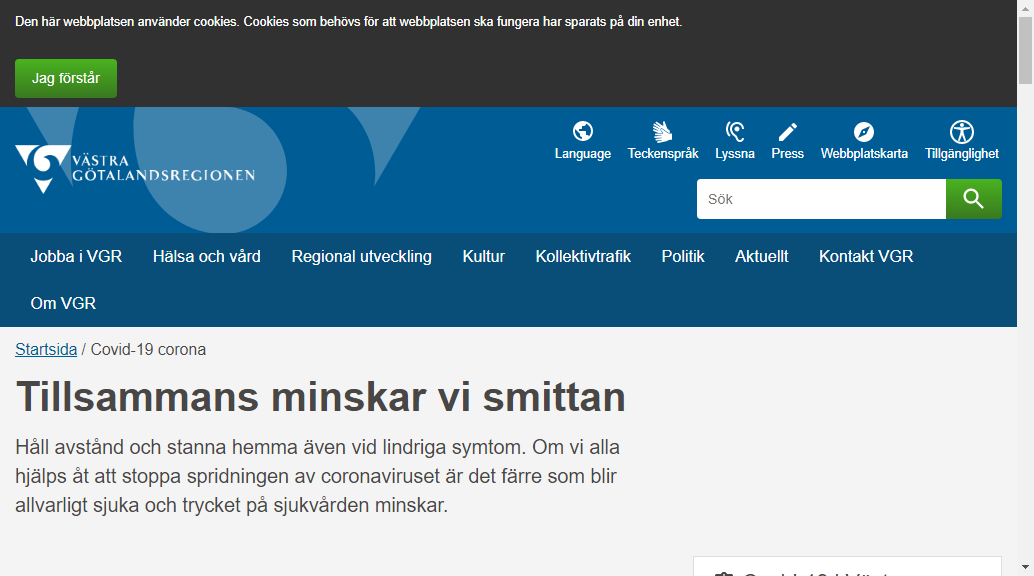 Den här webbplatsen använder cookies. Cookies som behövs för att webbplatsen ska fungera har sparats på din enhet.
Jag förstår
VÄSTRA
GÖTALANDSREGIONEN
Language Teckenspråk Lyssna Press Webbplatskarta Tillgänglighet
Sök
Jobba i VGR Hälsa och vård Regional utveckling Kultur Kollektivtrafik Politik Aktuellt Kontakt VGR
Om VGR
Startsida / Covid-19 corona
Tillsammans minskar vi smittan
Håll avstånd och stanna hemma även vid lindriga symtom. Om vi alla
hjälps åt att stoppa spridningen av coronaviruset är det färre som blir
allvarligt sjuka och trycket på sjukvården minskar.